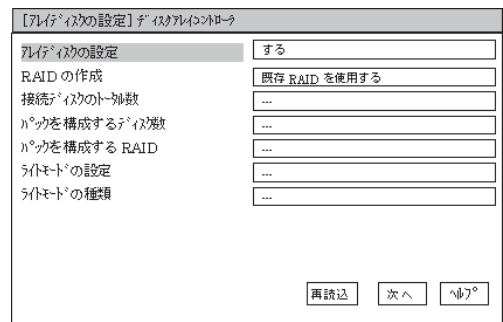 [ｱﾚｲﾃﾞｨｽｸの設定] ﾃﾞｨｽｸｱﾚｲｺﾝﾄﾛｰﾗ
ｱﾚｲﾃﾞｨｽｸの設定 する
RAID の作成 既存 RAID を使用する
接続ﾃﾞｨｽｸのﾄｰﾀﾙ数 ---
ﾊﾟｯｸを構成するﾃﾞｨｽｸ数 ---
ﾊﾟｯｸを構成する RAID ---
ﾗｲﾄﾓｰﾄﾞの設定 ---
ﾗｲﾄﾓｰﾄﾞの種類 ---
再読込 次へ ﾍﾙﾌﾟ